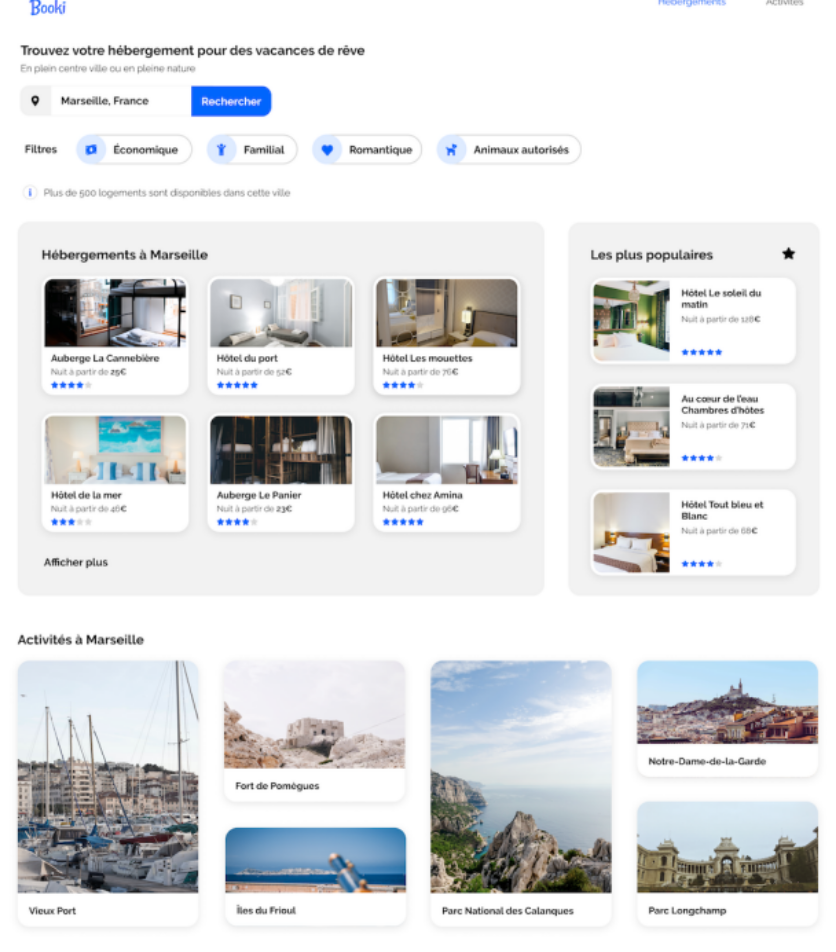 Booki
Hébergements
Activités
Trouvez votre hébergement pour des vacances de rêve
En plein centre ville ou en pleine nature
Marseille, France
Rechercher
Filtres
Économique
Familial
Romantique
Animaux autorisés
Plus de 500 logements sont disponibles dans cette ville
Hébergements à Marseille
Auberge La Cannebière
Nuit à partir de 25€
Hôtel du port
Nuit à partir de 52€
Hôtel Les mouettes
Nuit à partir de 76€
Hôtel de la mer
Nuit à partir de 46€
Auberge Le Panier
Nuit à partir de 23€
Hôtel chez Amina
Nuit à partir de 96€
Afficher plus
Les plus populaires
Hôtel Le soleil du
matin
Nuit à partir de 128€
Au cœur de l'eau
Chambres d'hôtes
Nuit à partir de 71€
Hôtel Tout bleu et
Blanc
Nuit à partir de 68€
Activités à Marseille
Vieux Port
Fort de Pomègues
Îles du Frioul
Parc National des Calanques
Notre-Dame-de-la-Garde
Parc Longchamp